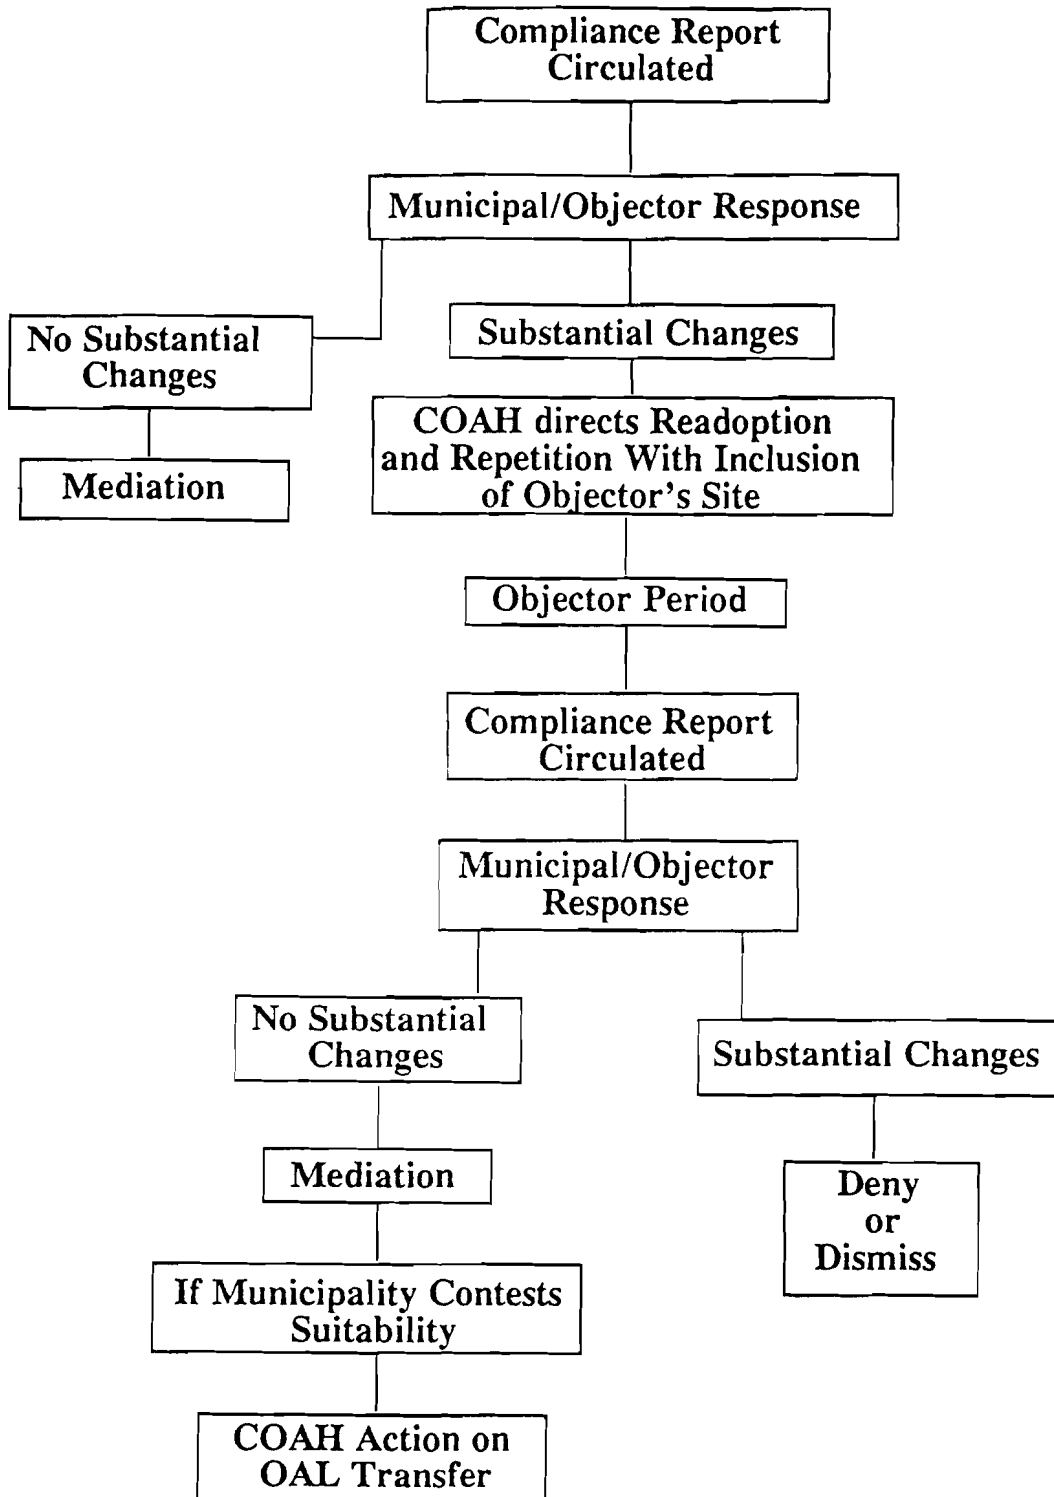 Compliance Report
Circulated
Municipal/Objector Response
No Substantial
Changes
Substantial Changes
Mediation
COAH directs Readoption
and Repetition With Inclusion
of Objector's Site
Objector Period
Compliance Report
Circulated
Municipal/Objector
Response
No Substantial
Changes
Substantial Changes
Mediation
Deny
or
Dismiss
If Municipality Contests
Suitability
COAH Action on
OAL Transfer